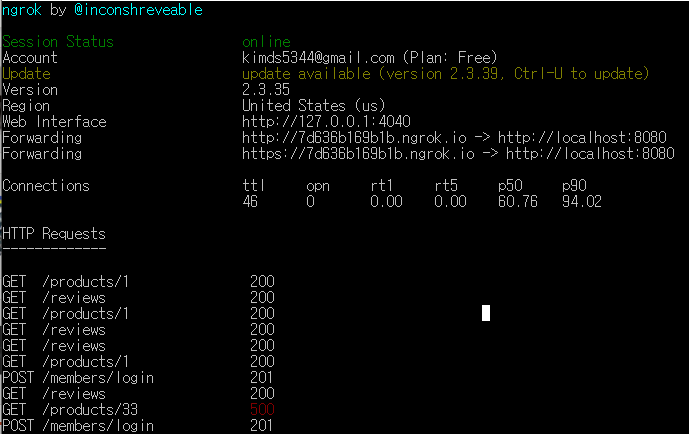 ngrok by @inconshreveable
Session Status online
Account kimds5344@gmail.com (Plan: Free)
Update update available (version 2.3.39, Ctrl-U to update)
Version 2.3.35
Region United States (us)
Web Interface http://127.0.0.1:4040
Forwarding http://7d636b169b1b.ngrok.io -> http://localhost:8080
Forwarding https://7d636b169b1b.ngrok.io -> http://localhost:8080
Connections ttl opn rt1 rt5 p50 p90
46 0 0.00 0.00 60.76 94.02
HTTP Requests
-------------
GET /products/1 200
GET /reviews 200
GET /products/1 200
GET /reviews 200
GET /reviews 200
GET /products/1 200
POST /members/login 201
GET /reviews 200
GET /products/33 500
POST /members/login 201